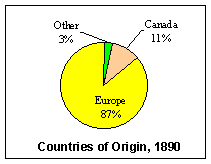 Other
3%
Canada
11%
Europe
87%
Countries of Origin, 1890